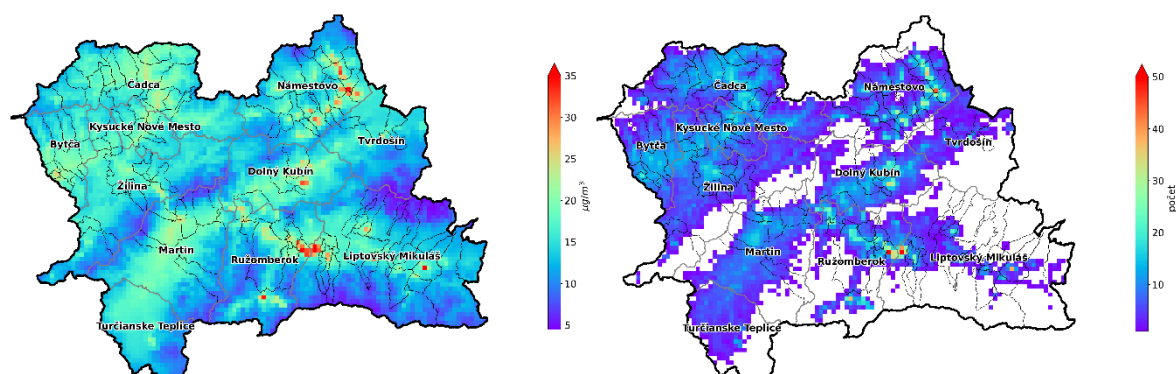 Čadca
Námestovo
Kysucké Nové Mesto
Bytča
Tvrdošín
Dolný Kubín
Žilina
Martin
Ružomberok
Liptovský Mikuláš
Turčianske Teplice
35
30
25
20
15
10
5
µg/m³
Čadca
Námestovo
Kysucké Nové Mesto
Bytča
Tvrdošín
Dolný Kubín
Žilina
Martin
Ružomberok
Liptovský Mikuláš
Turčianske Teplice
50
40
30
20
10
počet